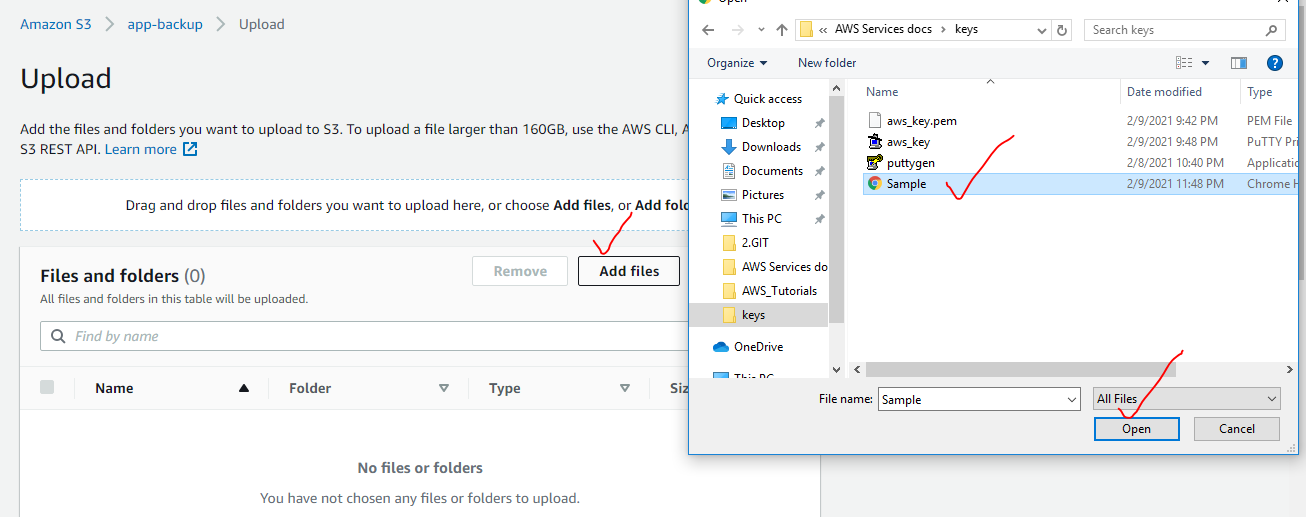 Amazon S3 > app-backup > Upload
Upload
Add the files and folders you want to upload to S3. To upload a file larger than 160GB, use the AWS CLI,
S3 REST API. Learn more
Drag and drop files and folders you want to upload here, or choose Add files, or Add
Files and folders (0)
Remove
Add files
All files and folders in this table will be uploaded.
Find by name
Name
Folder
Type
No files or folders
You have not chosen any files or folders to upload.
Open
« AWS Services docs > keys
Search keys
Organize
New folder
Quick access
Desktop
Downloads
Documents
Pictures
This PC
2.GIT
AWS Services do
AWS_Tutorials
keys
OneDrive
This PC
Name Date modified Type
aws_key.pem 2/9/2021 9:42 PM PEM File
aws_key 2/9/2021 9:48 PM PuTTY Pri
puttygen 2/8/2021 10:40 PM Applicatio
Sample 2/9/2021 11:48 PM Chrome H
File name: Sample
All Files
Open
Cancel